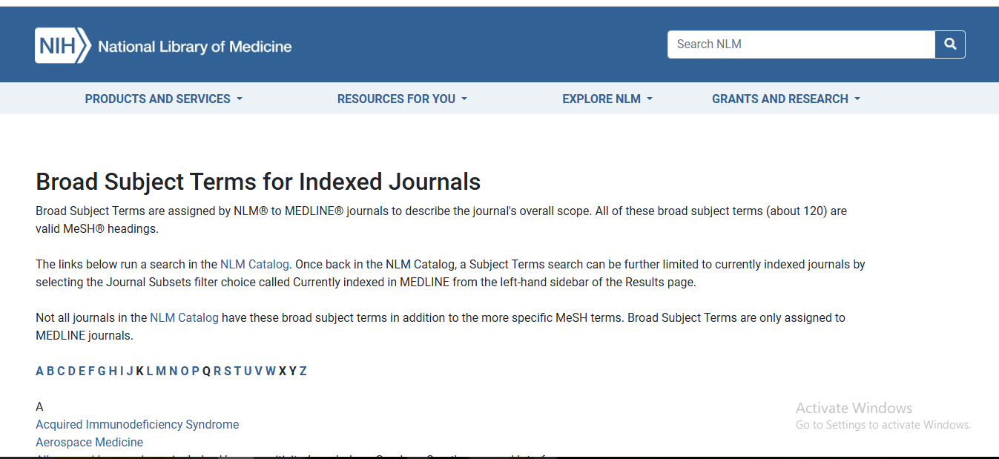 NIH National Library of Medicine
Search NLM
PRODUCTS AND SERVICES RESOURCES FOR YOU EXPLORE NLM GRANTS AND RESEARCH
Broad Subject Terms for Indexed Journals
Broad Subject Terms are assigned by NLM® to MEDLINE® journals to describe the journal's overall scope. All of these broad subject terms (about 120) are
valid MeSH® headings.
The links below run a search in the NLM Catalog. Once back in the NLM Catalog, a Subject Terms search can be further limited to currently indexed journals by
selecting the Journal Subsets filter choice called Currently indexed in MEDLINE from the left-hand sidebar of the Results page.
Not all journals in the NLM Catalog have these broad subject terms in addition to the more specific MeSH terms. Broad Subject Terms are only assigned to
MEDLINE journals.
A B C D E F G H I J K L M N O P Q R S T U V W X Y Z
A
Acquired Immunodeficiency Syndrome
Aerospace Medicine
Activate Windows
Go to Settings to activate Windows.